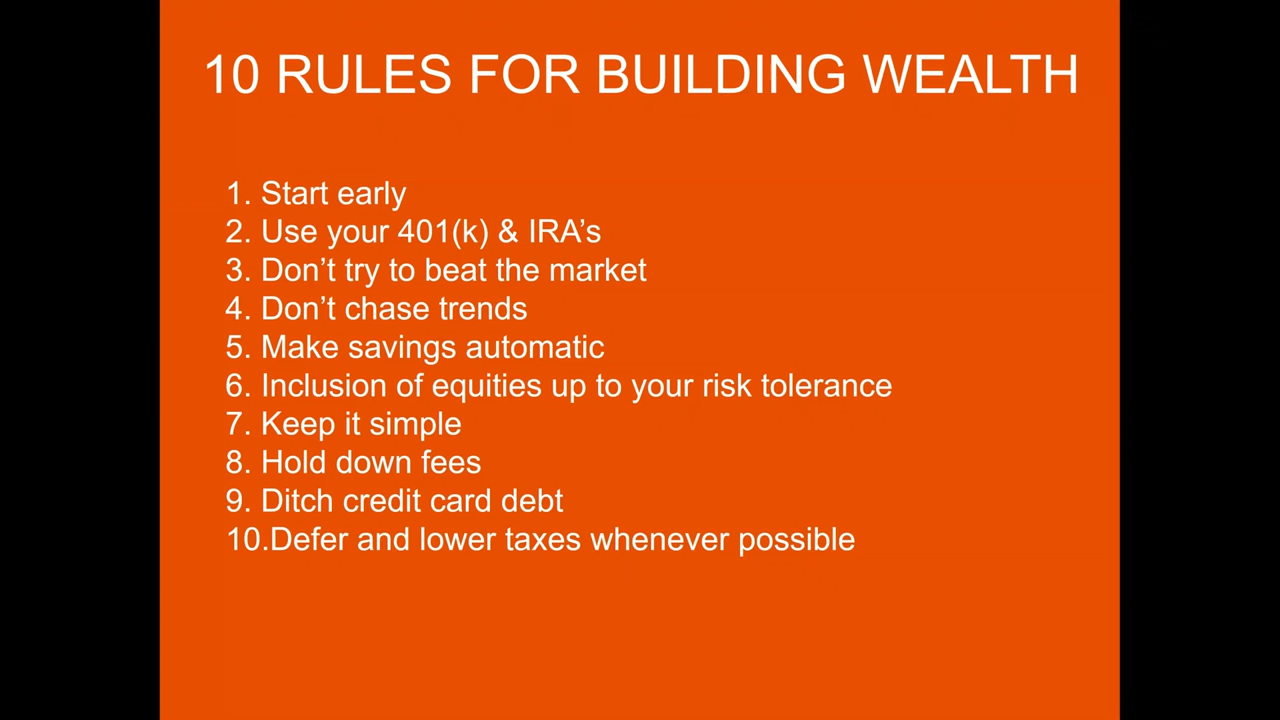 10 RULES FOR BUILDING WEALTH
1. Start early
2. Use your 401(k) & IRA’s
3. Don’t try to beat the market
4. Don’t chase trends
5. Make savings automatic
6. Inclusion of equities up to your risk tolerance
7. Keep it simple
8. Hold down fees
9. Ditch credit card debt
10.Defer and lower taxes whenever possible